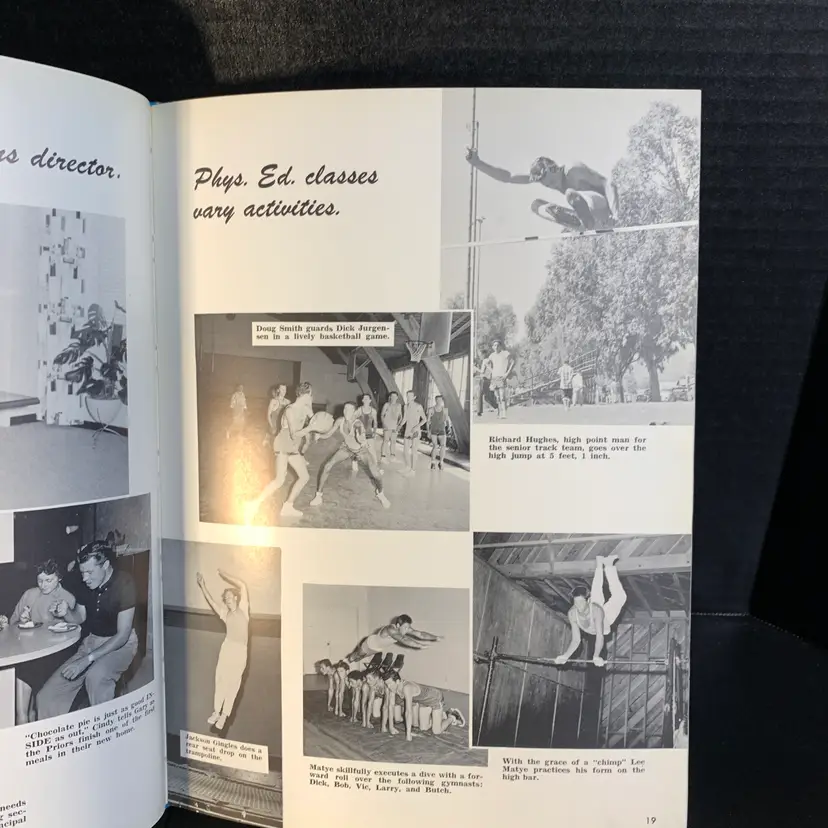 ns director.
"Chocolate pie is just as good IN-
SIDE as out," Cindy tells Gary as
the Priors finish one of the first
meals in their new home.
needs
g sec-
ncipal
Phys. Ed. classes
vary activities.
Doug Smith guards Dick Jurgen-
sen in a lively basketball game.
Richard Hughes, high point man for
the senior track team, goes over the
high jump at 5 feet, 1 inch.
Jackson Gingles does a
rear seat drop on the
trampoline.
Matye skillfully executes a dive with a for-
ward roll over the following gymnasts:
Dick, Bob, Vic, Larry, and Butch.
With the grace of a "chimp" Lee
Matye practices his form on the
high bar.
19